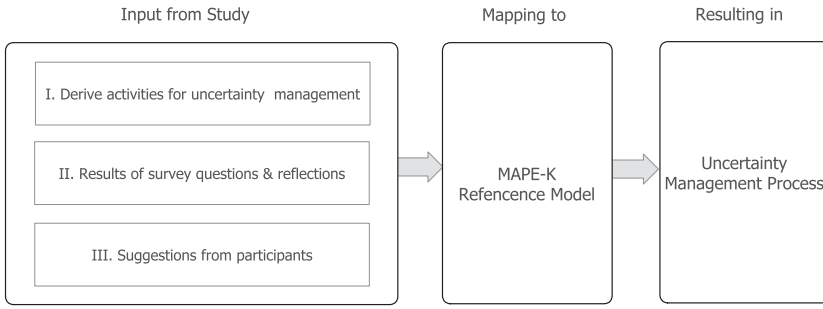 Input from Study
Mapping to
Resulting in
I. Derive activities for uncertainty management
II. Results of survey questions & reflections
III. Suggestions from participants
MAPE-K
Refencence Model
Uncertainty
Management Process